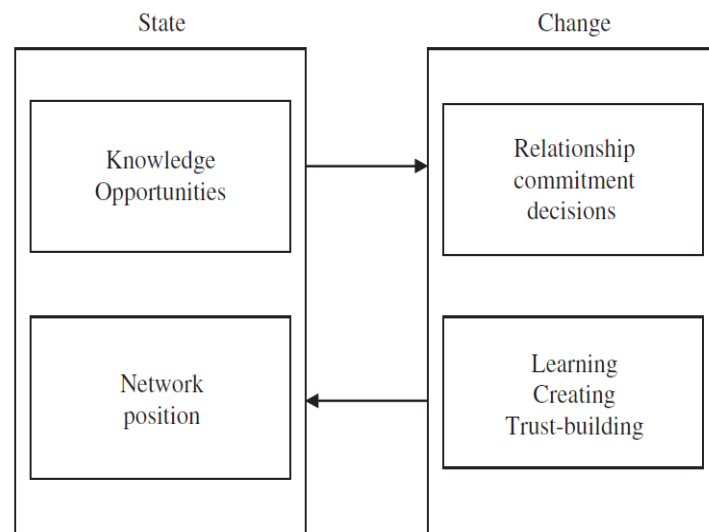 State
Change
Knowledge
Opportunities
Relationship
commitment
decisions
Network
position
Learning
Creating
Trust-building